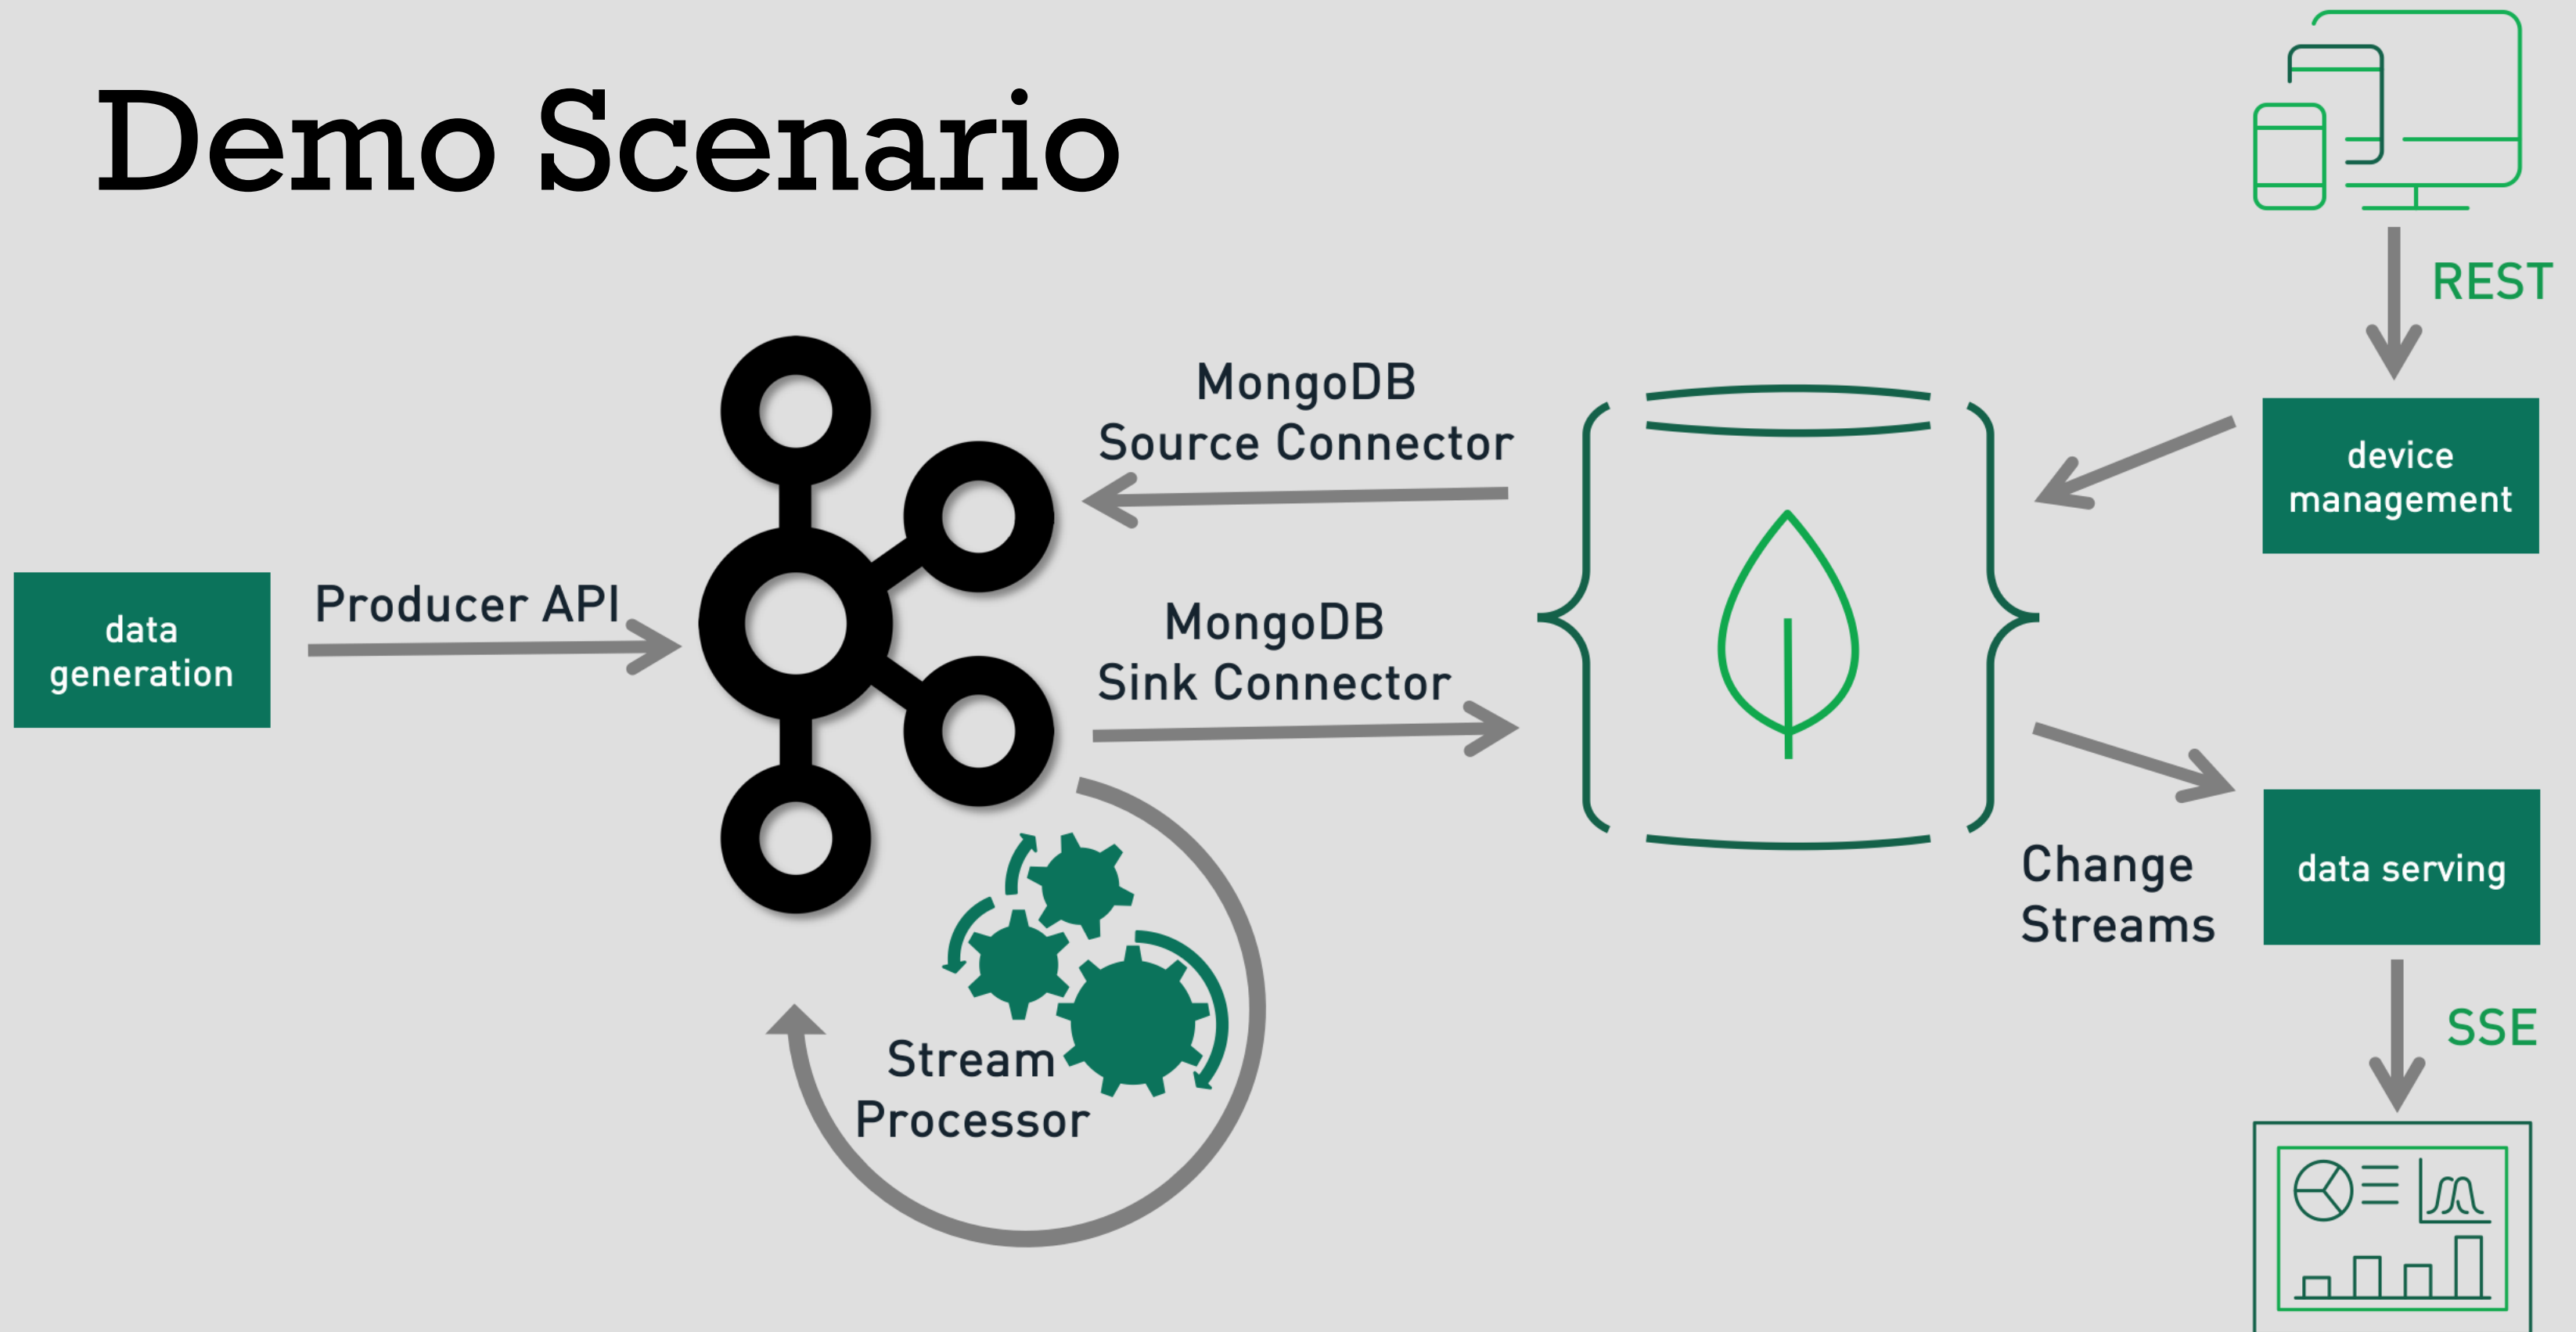 Demo Scenario
REST
MongoDB
Source Connector
device
management
data
generation
Producer API
MongoDB
Sink Connector
Change
Streams
data serving
SSE
Stream
Processor